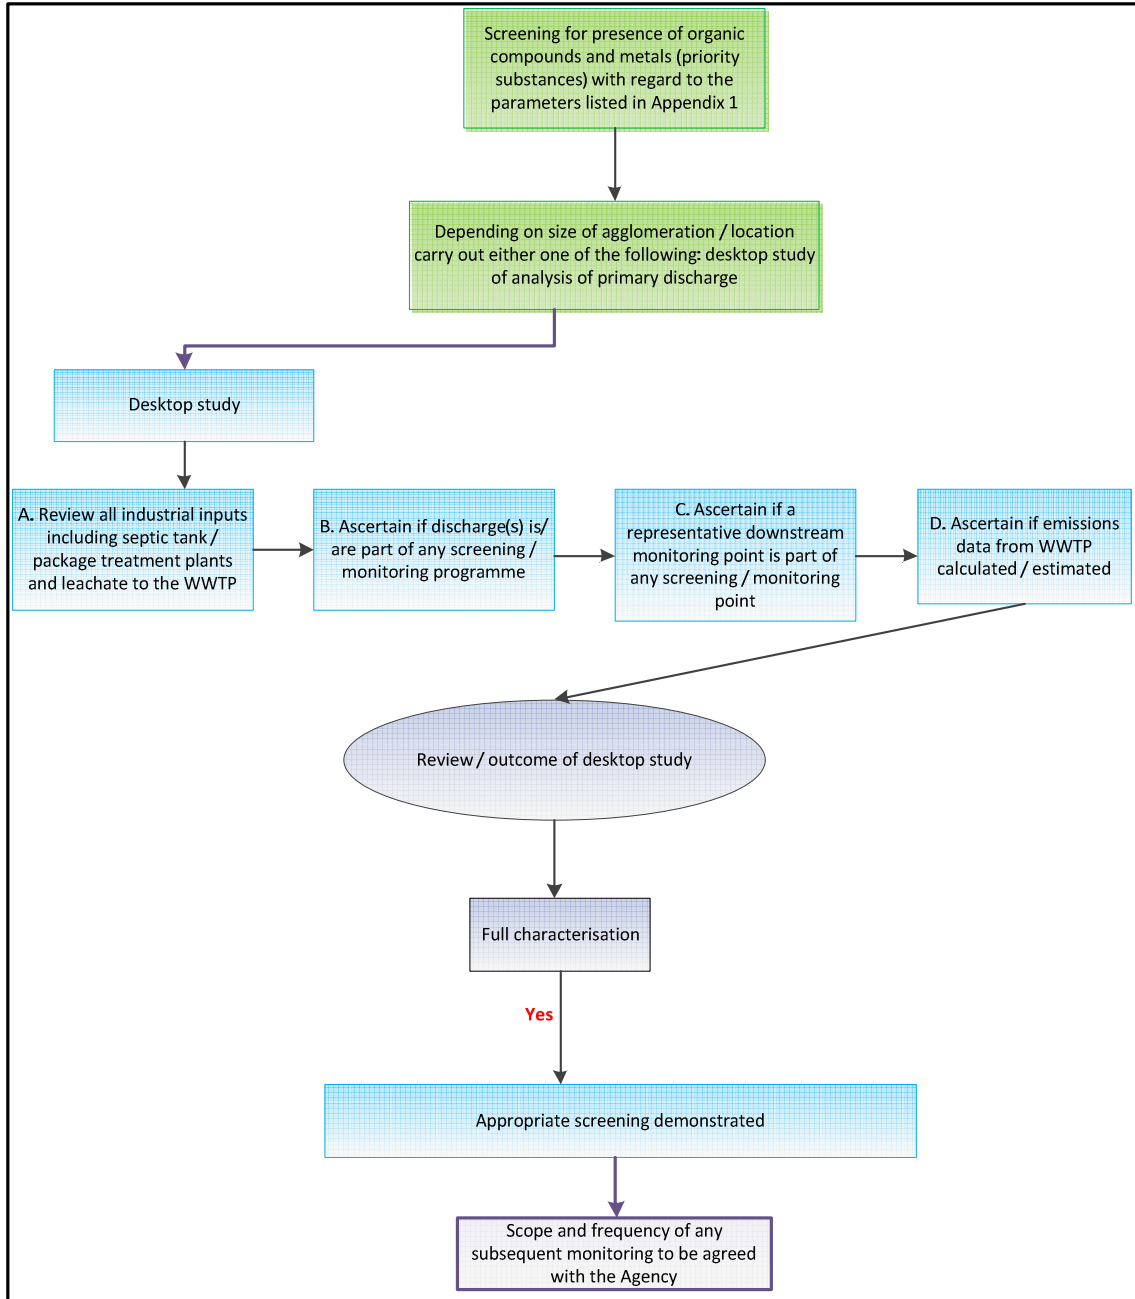 Screening for presence of organic
compounds and metals (priority
substances) with regard to the
parameters listed in Appendix 1
Depending on size of agglomeration / location
carry out either one of the following: desktop study
of analysis of primary discharge
Desktop study
A. Review all industrial inputs
including septic tank /
package treatment plants
and leachate to the WWTP
B. Ascertain if discharge(s) is/
are part of any screening /
monitoring programme
C. Ascertain if a
representative downstream
monitoring point is part of
any screening / monitoring
point
D. Ascertain if emissions
data from WWTP
calculated / estimated
Review / outcome of desktop study
Full characterisation
Yes
Appropriate screening demonstrated
Scope and frequency of any
subsequent monitoring to be agreed
with the Agency